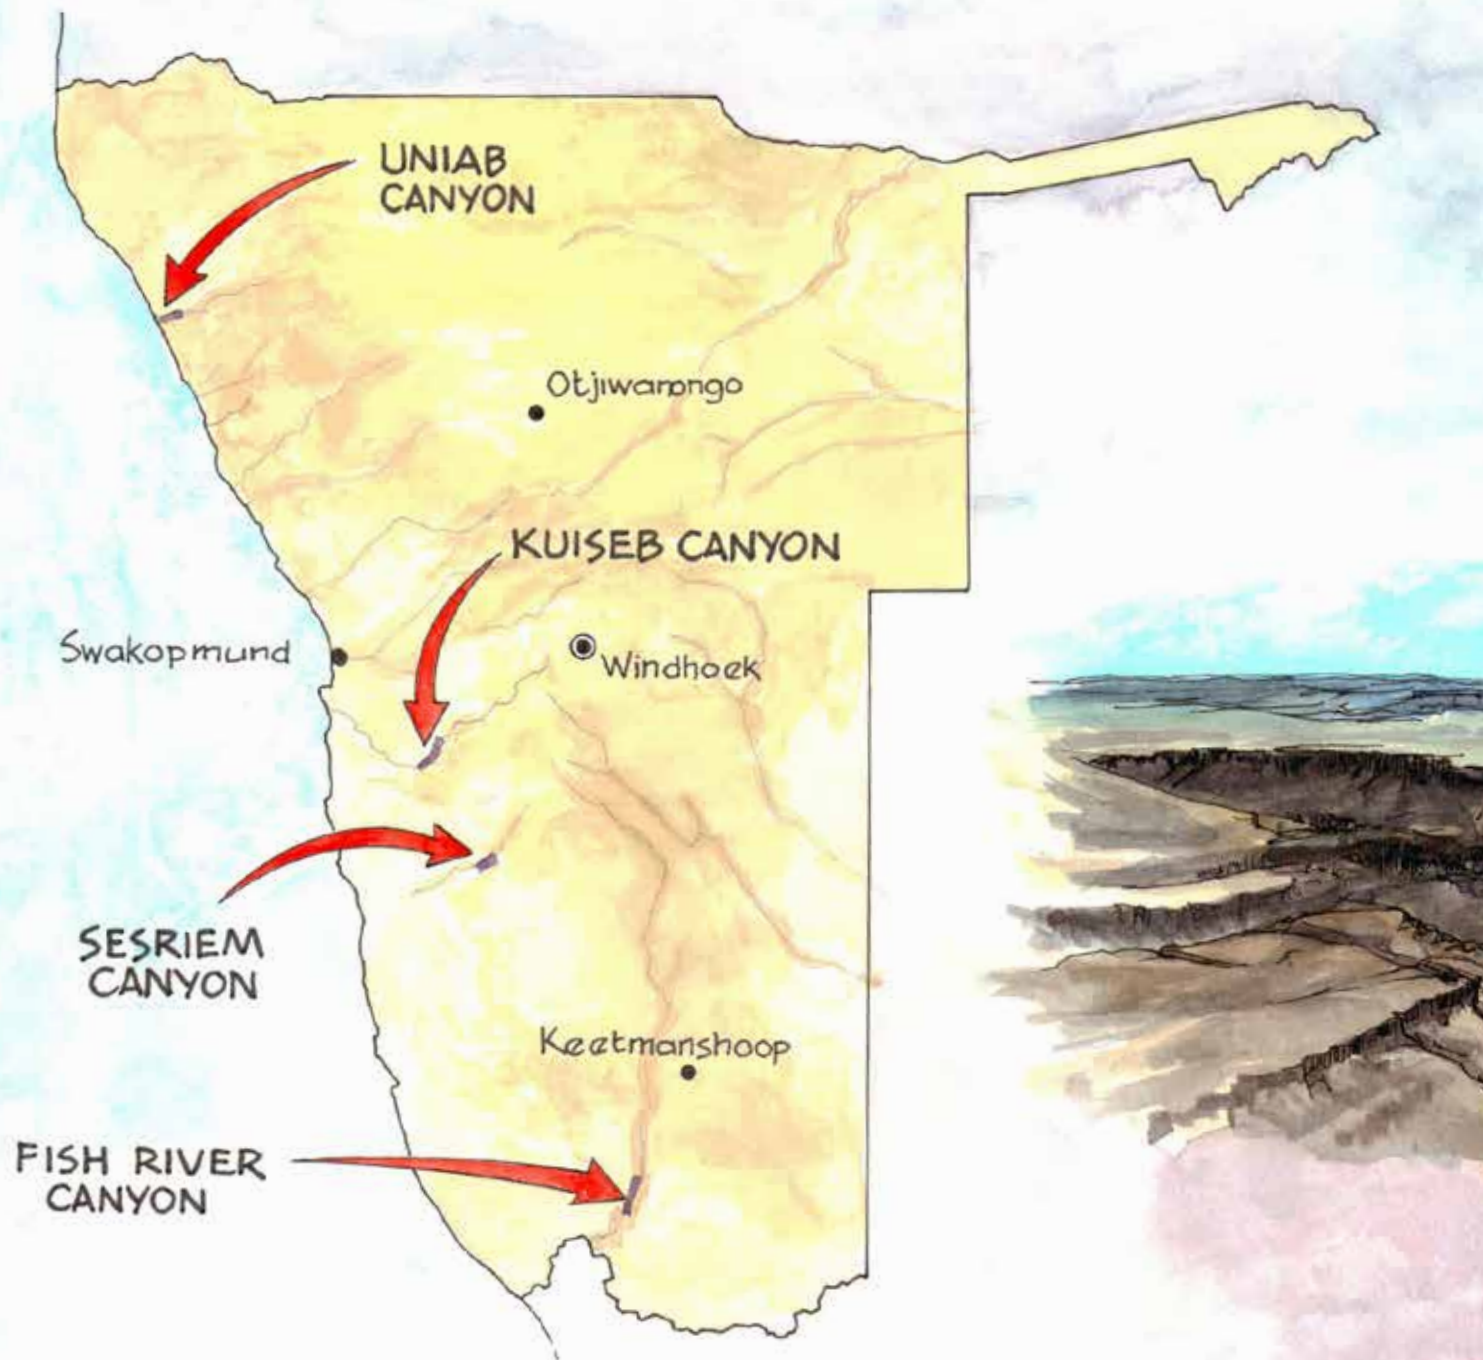 UNIAB
CANYON
Otjiwarongo
KUISEB CANYON
Swakopmund
Windhoek
SESRIEM
CANYON
Keetmanshoop
FISH RIVER
CANYON